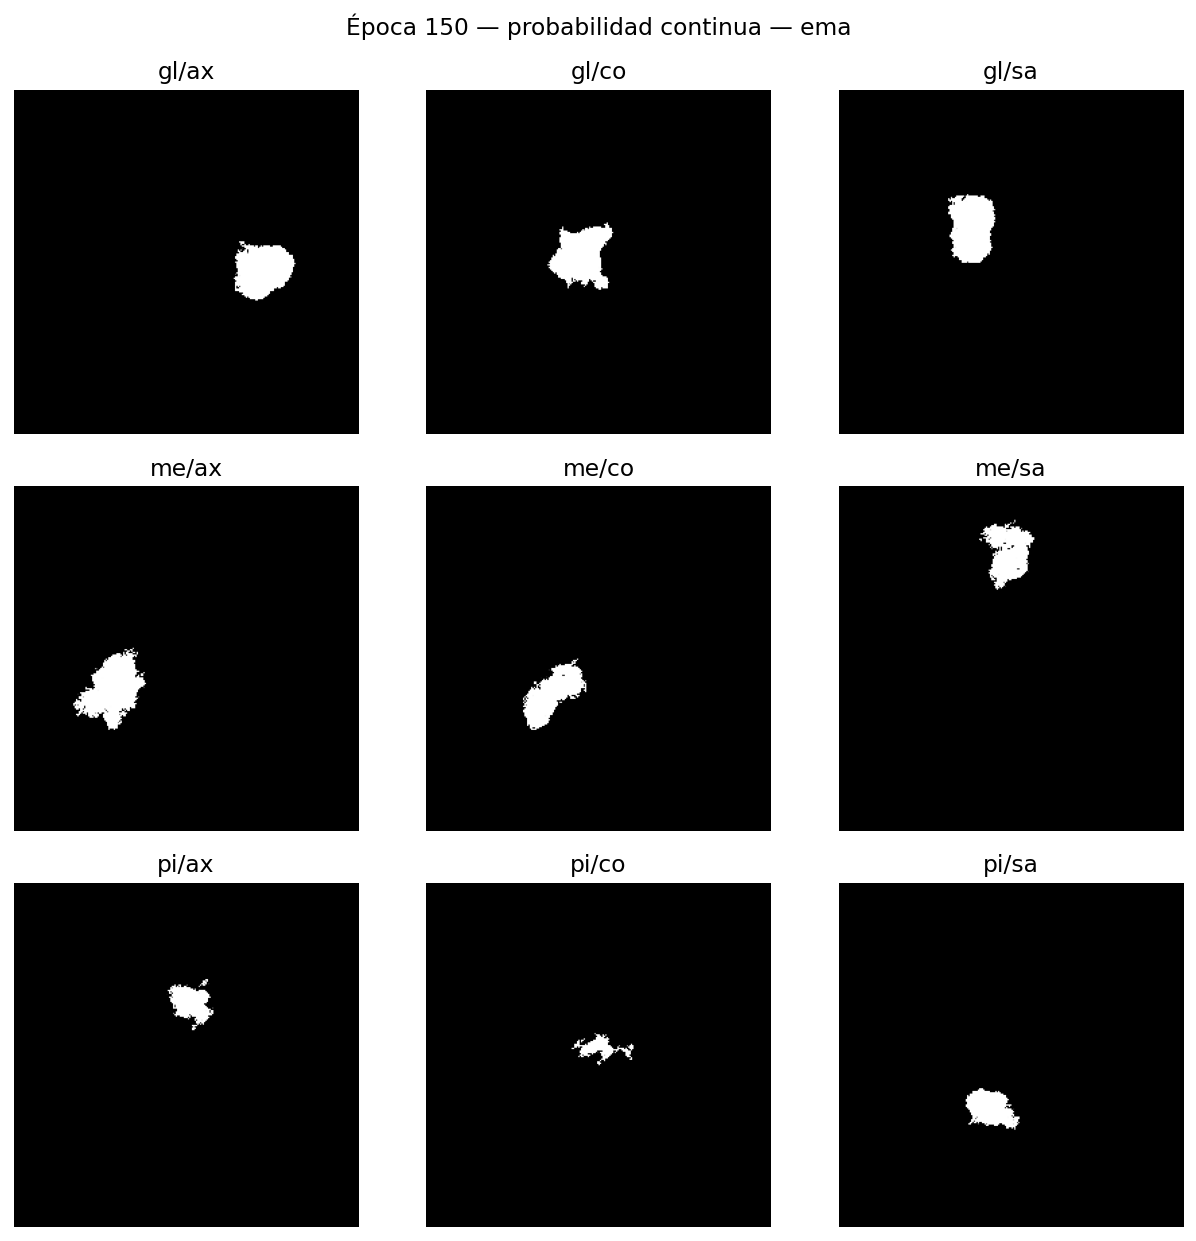 Época 150 — probabilidad continua — ema
gl/ax
gl/co
gl/sa
me/ax
me/co
me/sa
pi/ax
pi/co
pi/sa